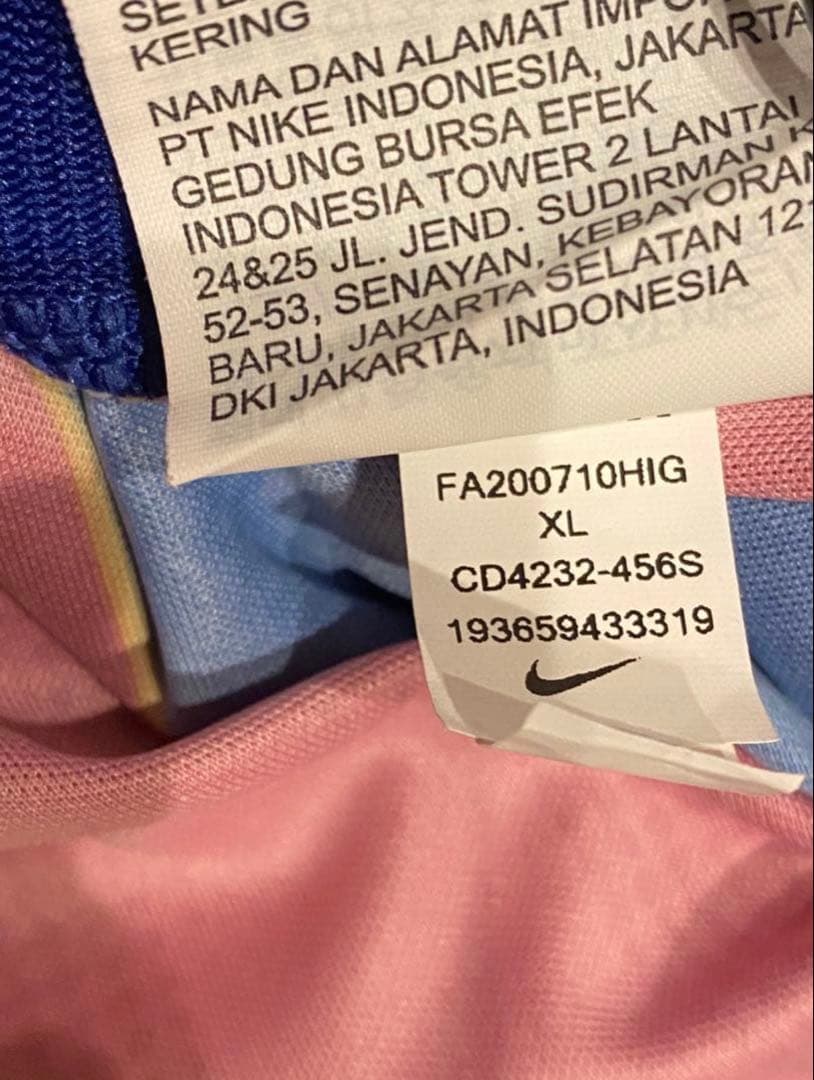 KERING
NAMA DAN ALAMAT
PT NIKE INDONESIA, JAKARTA
GEDUNG BURSA EFEK
INDONESIA TOWER 2 LANTAI
24&25 JL. JEND. SUDIRMAN
52-53, SENAYAN, KEBAYORAN
BARU, JAKARTA SELATAN
DKI JAKARTA, INDONESIA
FA200710HIG
XL
CD4232-456S
193659433319